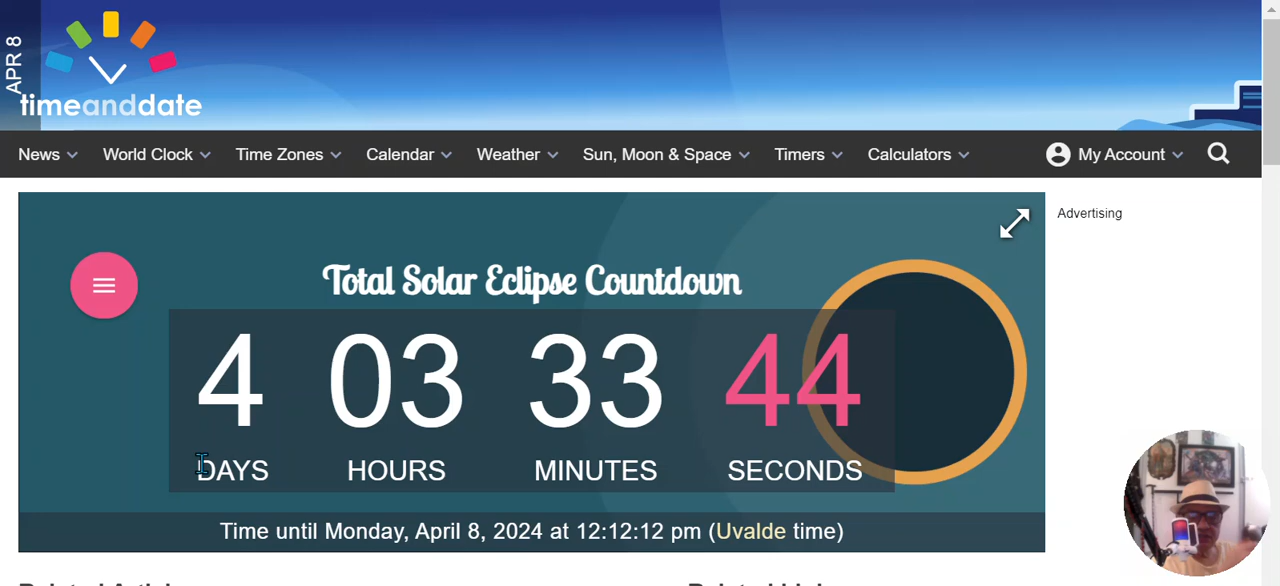 APR 8
timeanddate
News World Clock Time Zones Calendar Weather Sun, Moon & Space Timers Calculators My Account
Advertising
Total Solar Eclipse Countdown
4 03 33 44
DAYS HOURS MINUTES SECONDS
Time until Monday, April 8, 2024 at 12:12:12 pm (Uvalde time)